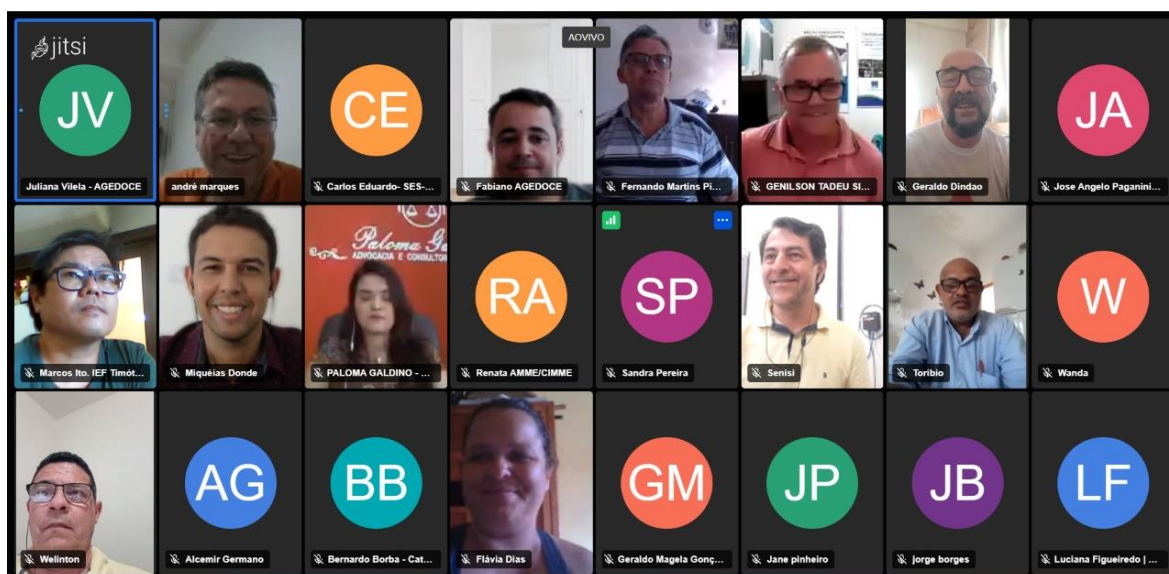 jitsi
AOVIVO
JV
CE
JA
Juliana Vilela - AGEDOCE
andré marques
Carlos Eduardo- SES-...
Fabiano AGEDOCE
Fernando Martins Pi...
GENILSON TADEU SI...
Geraldo Dindao
Jose Angelo Paganini...
Paloma Ga
ADVOCACIA E CONSULTOR
RA
SP
W
Marcos Ito. IEF Timót...
Miquéias Donde
PALOMA GALDINO - ...
Renata AMME/CIMME
Sandra Pereira
Senisi
Toribio
Wanda
AG
BB
GM
JP
JB
LF
Welinton
Alcemir Germano
Bernardo Borba - Cat...
Flávia Dias
Geraldo Magela Gonç...
Jane pinheiro
jorge borges
Luciana Figueiredo | ...